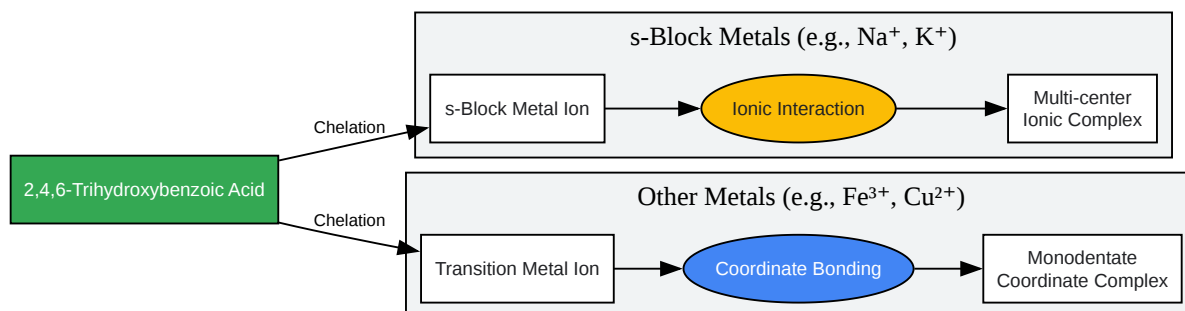 s-Block Metals (e.g., Na⁺, K⁺)
s-Block Metal Ion
Ionic Interaction
Multi-center
Ionic Complex
Chelation
2,4,6-Trihydroxybenzoic Acid
Chelation
Other Metals (e.g., Fe³⁺, Cu²⁺)
Transition Metal Ion
Coordinate Bonding
Monodentate
Coordinate Complex